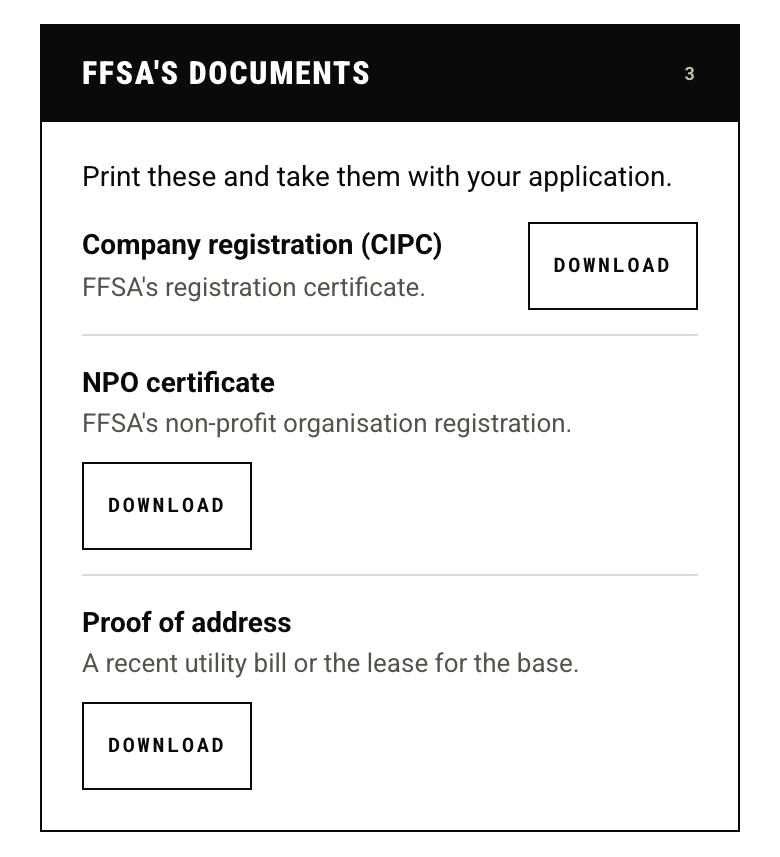 FFSA'S DOCUMENTS 3
Print these and take them with your application.
Company registration (CIPC)
FFSA's registration certificate.
DOWNLOAD
NPO certificate
FFSA's non-profit organisation registration.
DOWNLOAD
Proof of address
A recent utility bill or the lease for the base.
DOWNLOAD